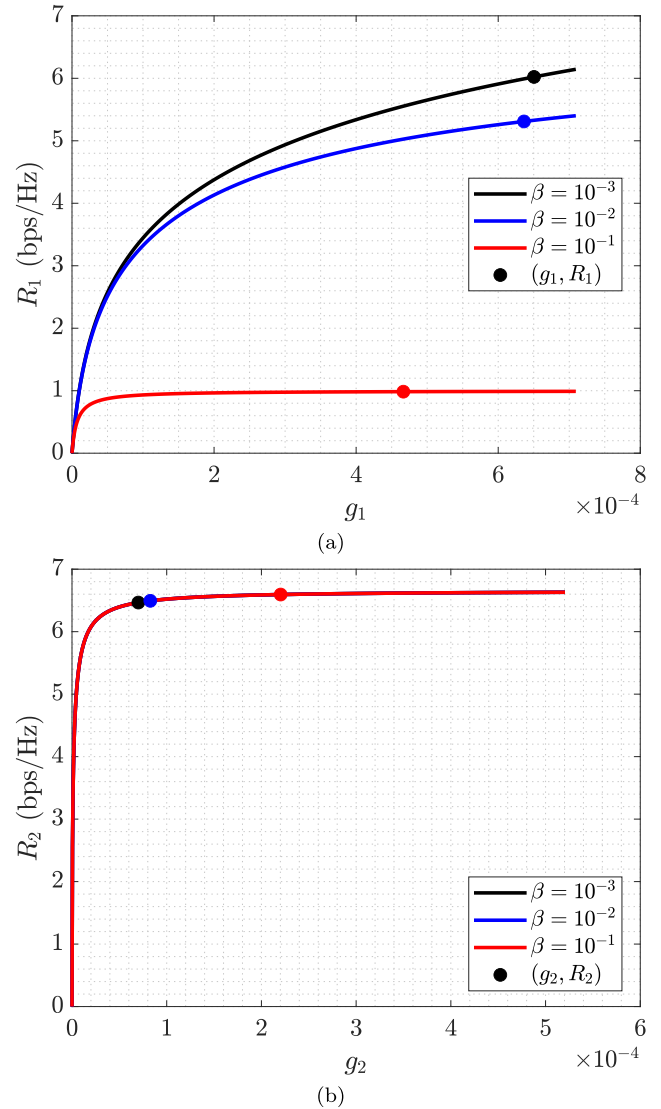 7
6
5
4
3
2
1
0
R₁ (bps/Hz)
β = 10⁻³
β = 10⁻²
β = 10⁻¹
(g₁, R₁)
0 2 4 6 8
×10⁻⁴
g₁
(a)
7
6
5
4
3
2
1
0
R₂ (bps/Hz)
β = 10⁻³
β = 10⁻²
β = 10⁻¹
(g₂, R₂)
0 1 2 3 4 5 6
×10⁻⁴
g₂
(b)